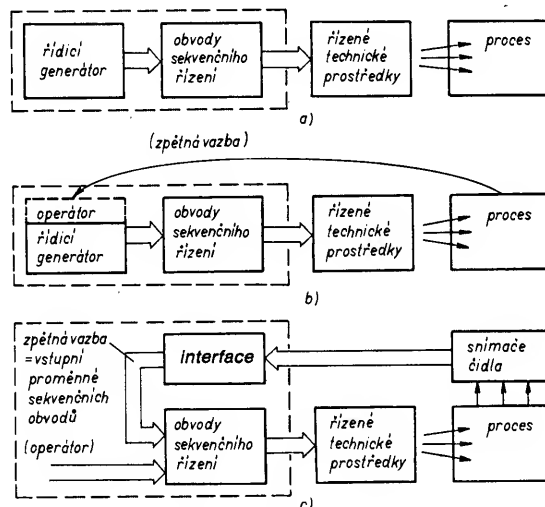 řídicí
generátor
obvody
sekvenčního
řízení
řízené
technické
prostředky
proces
a)
(zpětná vazba)
operátor
řídicí
generátor
obvody
sekvenčního
řízení
řízené
technické
prostředky
proces
b)
zpětná vazba
=vstupní
proměnné
sekvenčních
obvodů
(operátor)
interface
snímače
čidla
obvody
sekvenčního
řízení
řízené
technické
prostředky
proces
c)